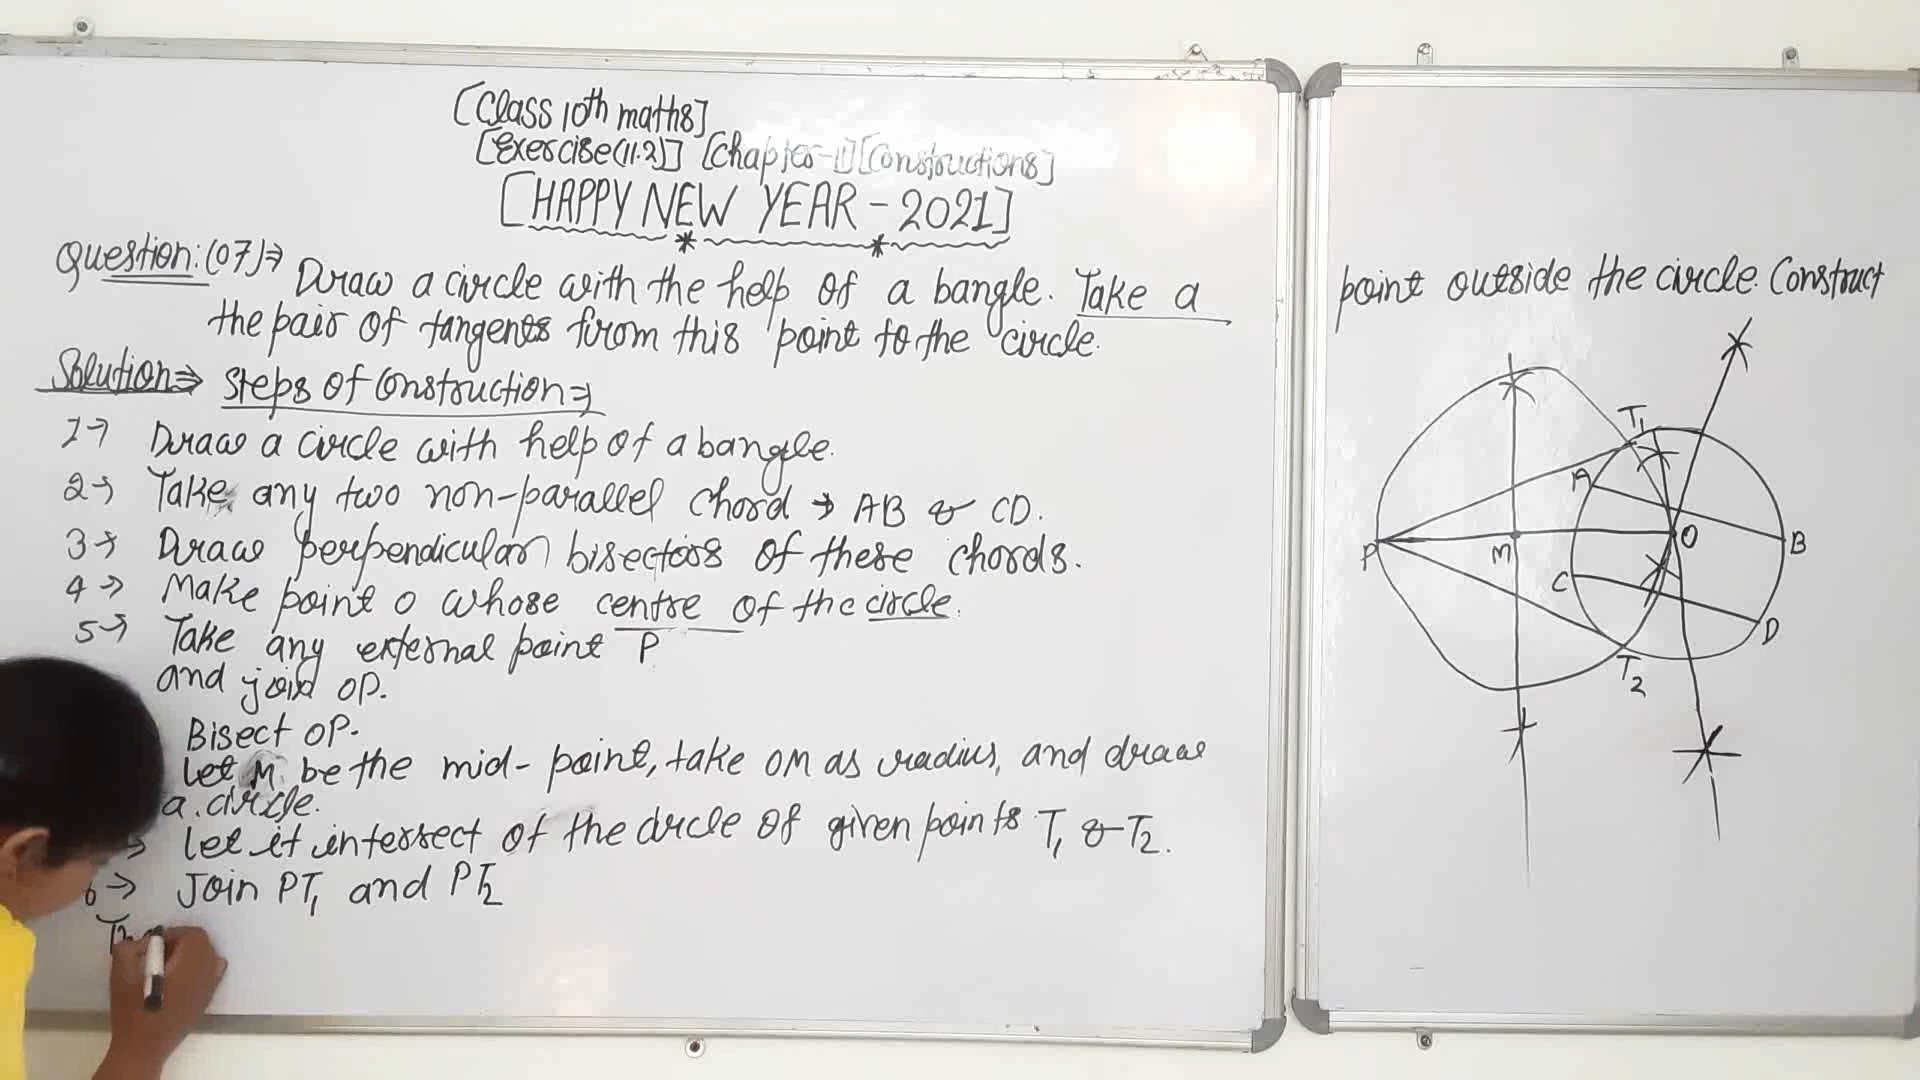 [Class 10th maths]
[Exercise(11.2)] [Chapter-11] [Constructions]
[HAPPY NEW YEAR - 2021]
Question:(07)⇒ Draw a circle with the help of a bangle. Take a point outside the circle. Construct
the pair of tangents from this point to the circle.
Solution⇒ Steps of Construction⇒
1→ Draw a circle with help of a bangle.
2→ Take any two non-parallel chord → AB & CD.
3→ Draw perpendicular bisectors of these chords.
4→ Make point O whose centre of the circle.
5→ Take any external point P
and join OP.
Bisect OP.
Let M be the mid-point, take OM as radius, and draw
a circle.
→ Let it intersect of the circle of given points T1 & T2.
→ Join PT1 and PT2
T1
A
P
M
O
B
C
D
T2